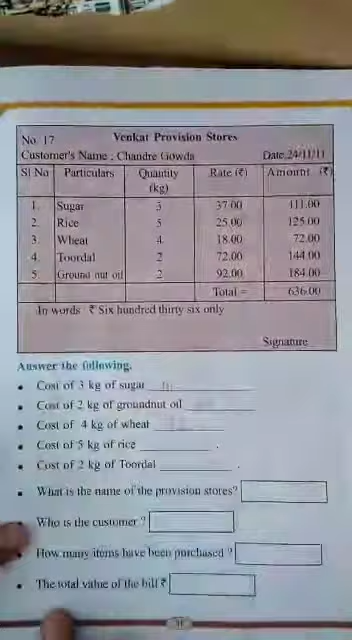 No. 17 Venkat Provision Stores
Customer's Name : Chandre Gowda Date 24/11/11
Sl No Particulars Quantity (kg) Rate (₹) Amount (₹)
1. Sugar 3 37.00 111.00
2. Rice 5 25.00 125.00
3. Wheat 4 18.00 72.00
4. Toordal 2 72.00 144.00
5. Ground nut oil 2 92.00 184.00
Total = 636.00
In words ₹ Six hundred thirty six only
Signature
Answer the following.
• Cost of 3 kg of sugar
• Cost of 2 kg of groundnut oil
• Cost of 4 kg of wheat
• Cost of 5 kg of rice .
• Cost of 2 kg of Toordal .
• What is the name of the provision stores?
• Who is the customer ?
• How many items have been purchased ?
• The total value of the bill ?